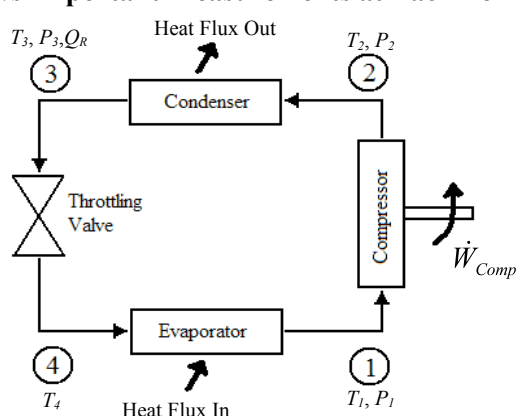 Heat Flux Out
T3, P3,QR
T2, P2
3
2
Condenser
Throttling
Valve
Compressor
ẆComp
Evaporator
4
1
T4
T1, P1
Heat Flux In